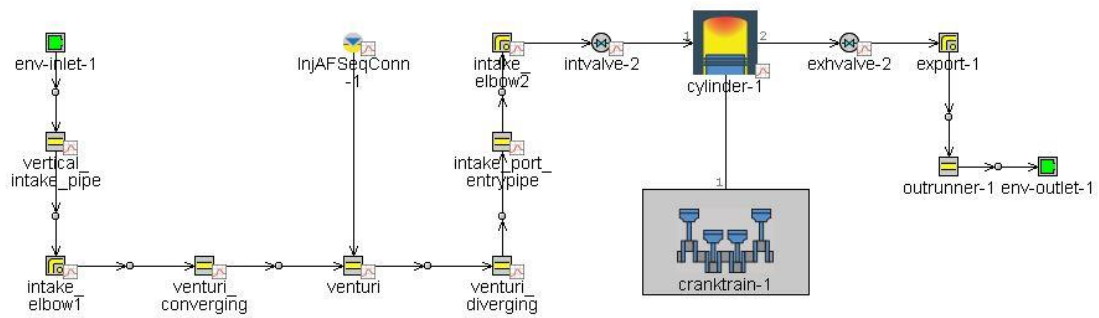 env-inlet-1
InjAFSeqConn
-1
intake_
elbow2
intvalve-2
1
2
cylinder-1
exhvalve-2
export-1
vertical_
intake_pipe
intake_port_
entrypipe
outrunner-1
env-outlet-1
1
intake_
elbow1
venturi_
converging
venturi
venturi_
diverging
cranktrain-1